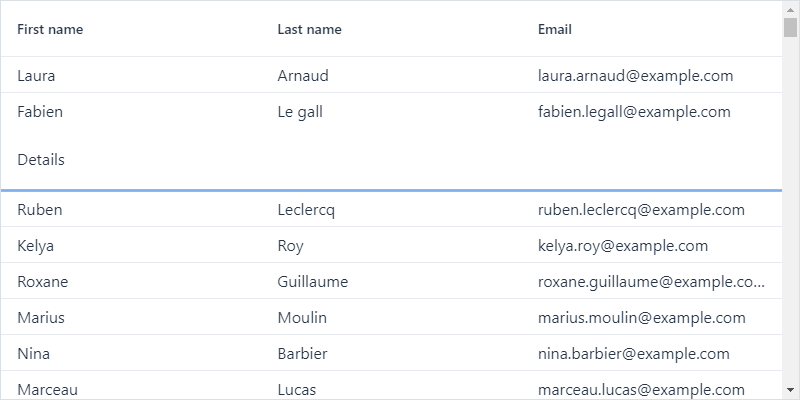 First name Last name Email
Laura Arnaud laura.arnaud@example.com
Fabien Le gall fabien.legall@example.com
Details
Ruben Leclercq ruben.leclercq@example.com
Kelya Roy kelya.roy@example.com
Roxane Guillaume roxane.guillaume@example.co...
Marius Moulin marius.moulin@example.com
Nina Barbier nina.barbier@example.com
Marceau Lucas marceau.lucas@example.com